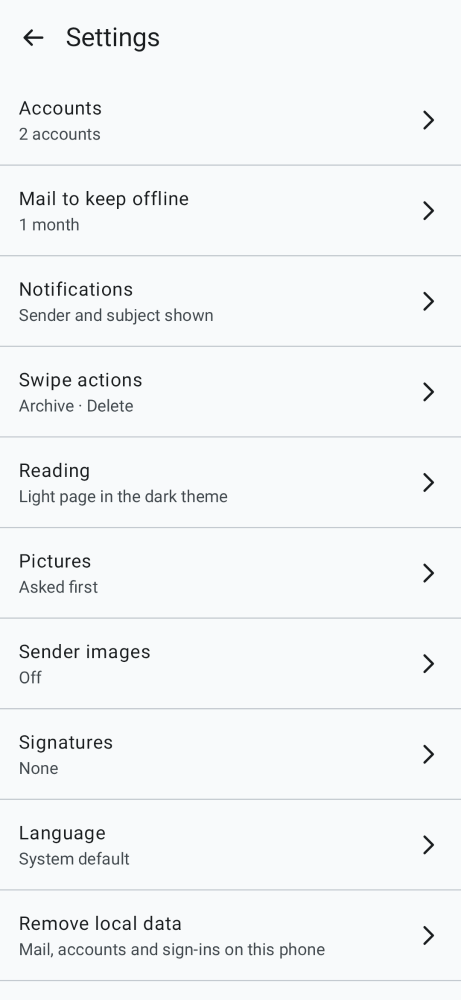 Settings
Accounts
2 accounts
Mail to keep offline
1 month
Notifications
Sender and subject shown
Swipe actions
Archive · Delete
Reading
Light page in the dark theme
Pictures
Asked first
Sender images
Off
Signatures
None
Language
System default
Remove local data
Mail, accounts and sign-ins on this phone